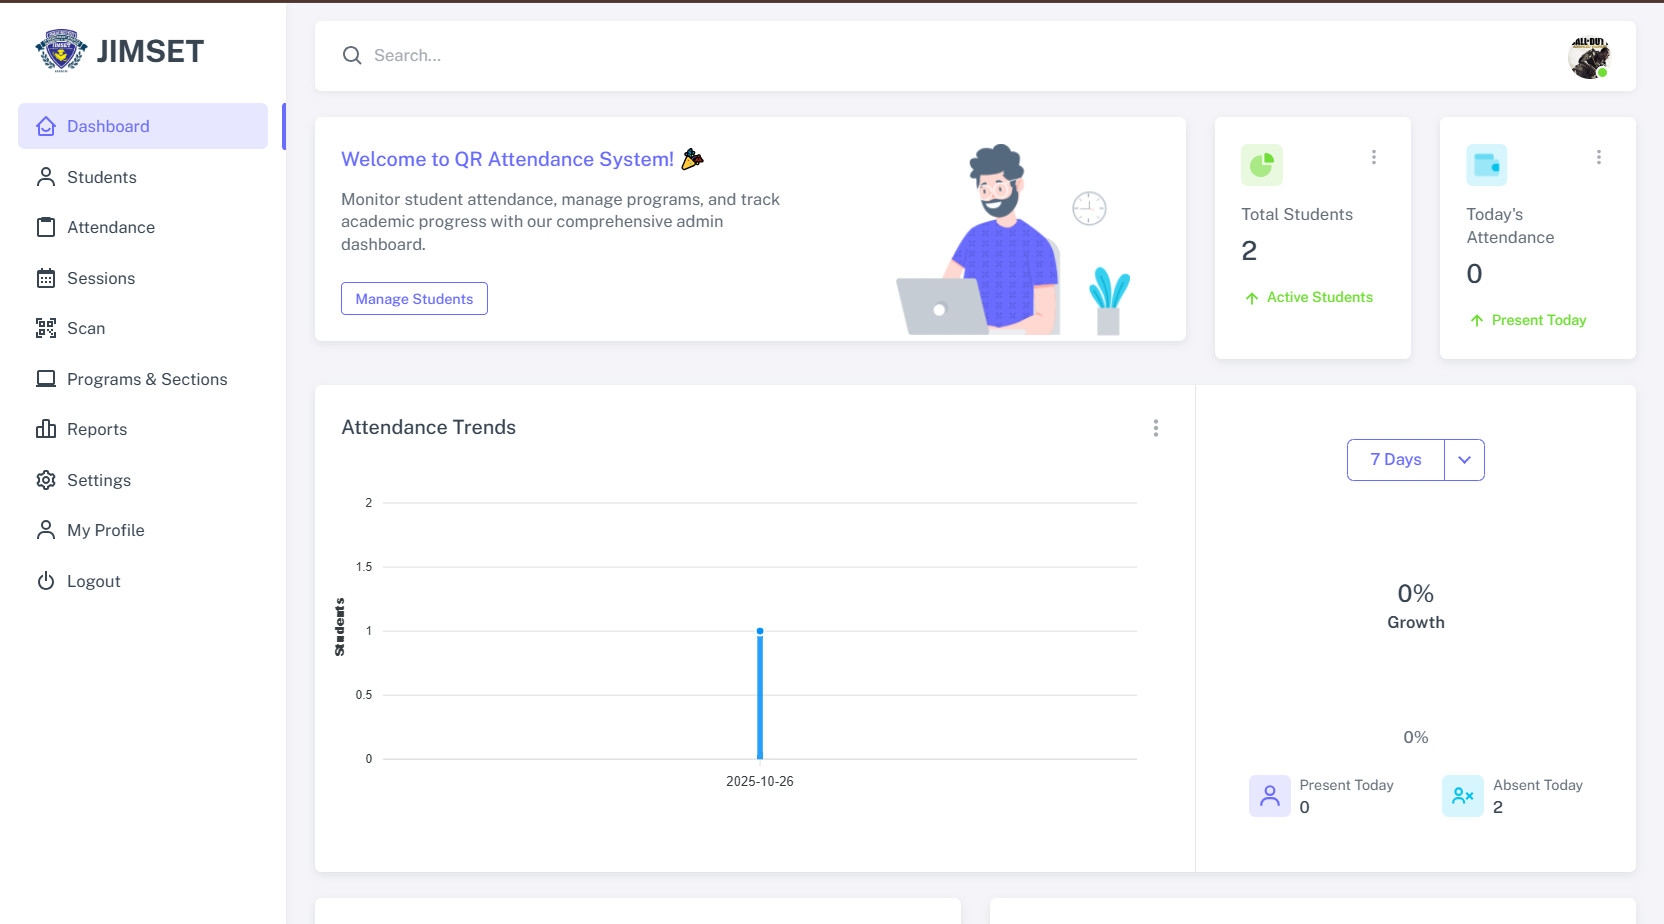 JIMSET
Dashboard
Students
Attendance
Sessions
Scan
Programs & Sections
Reports
Settings
My Profile
Logout
Search...
Welcome to QR Attendance System!
Monitor student attendance, manage programs, and track
academic progress with our comprehensive admin
dashboard.
Manage Students
Total Students
2
Active Students
Today's
Attendance
0
Present Today
Attendance Trends
2
1.5
1
0.5
0
Students
2025-10-26
7 Days
0%
Growth
0%
Present Today
0
Absent Today
2